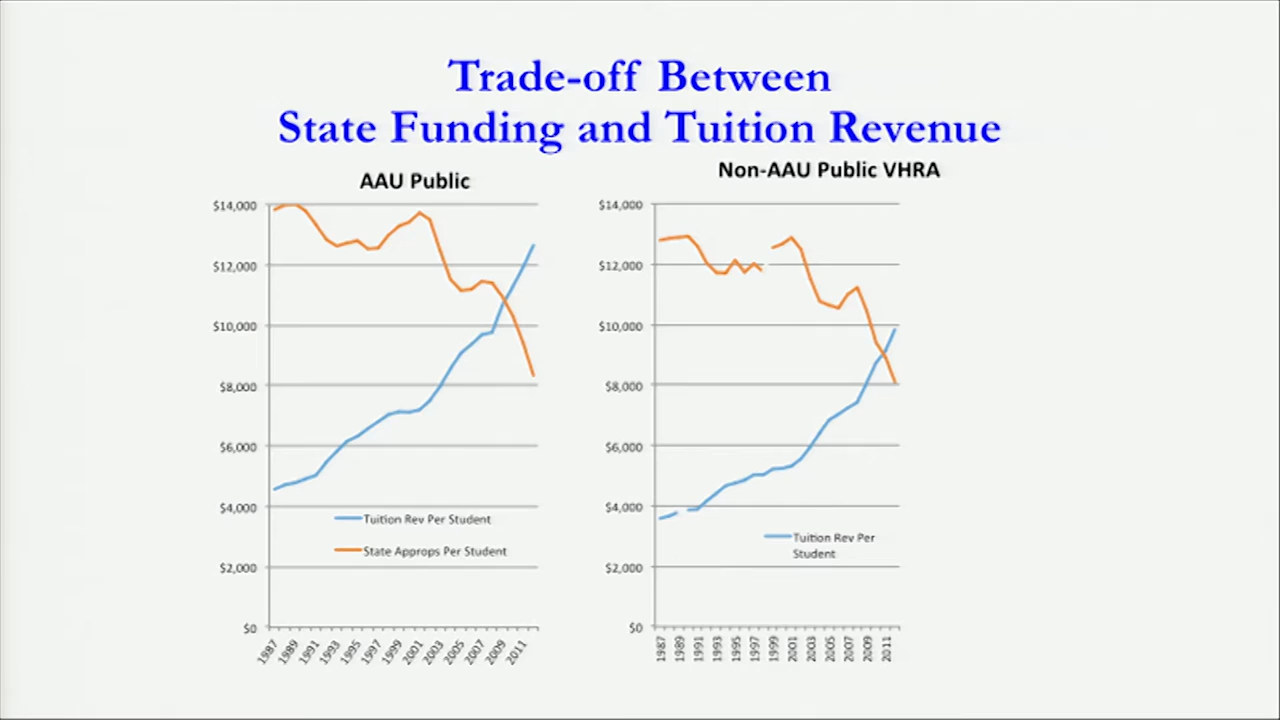 Trade-off Between
State Funding and Tuition Revenue
AAU Public
$14,000
$12,000
$10,000
$8,000
$6,000
$4,000
$2,000
$0
Tuition Rev Per Student
State Approps Per Student
1987 1989 1991 1993 1995 1997 1999 2001 2003 2005 2007 2009 2011
Non-AAU Public VHRA
$14,000
$12,000
$10,000
$8,000
$6,000
$4,000
$2,000
$0
Tuition Rev Per
Student
1987 1989 1991 1993 1995 1997 1999 2001 2003 2005 2007 2009 2011